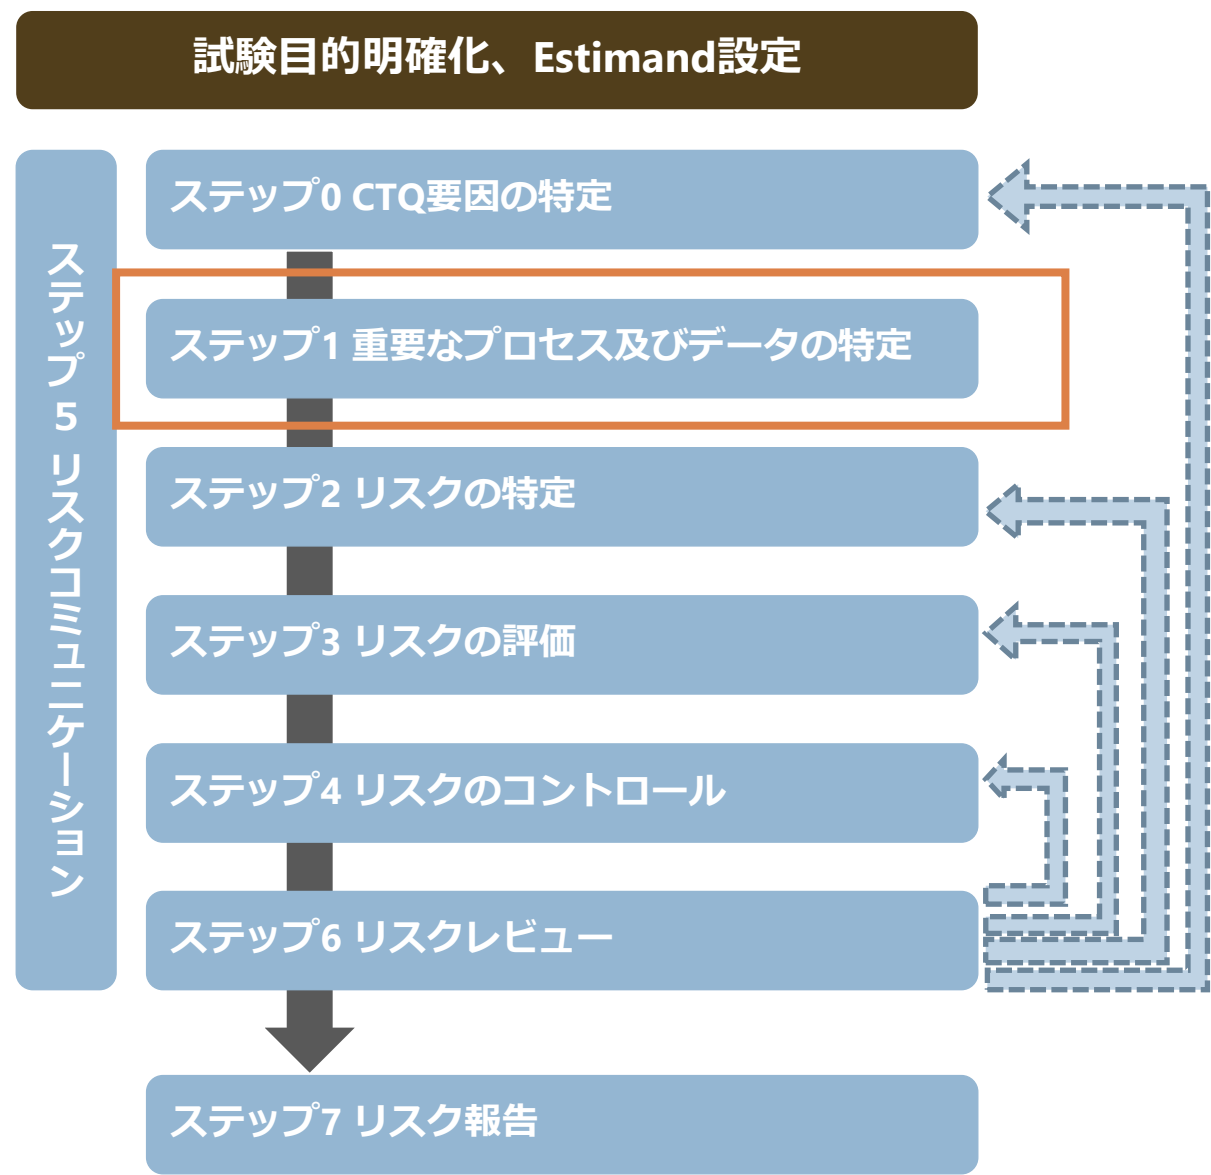 試験目的明確化、Estimand設定
ステップ0 CTQ要因の特定
ステップ1 重要なプロセス及びデータの特定
ステップ2 リスクの特定
ステップ3 リスクの評価
ステップ4 リスクのコントロール
ステップ5 リスクコミュニケーション
ステップ6 リスクレビュー
ステップ7 リスク報告